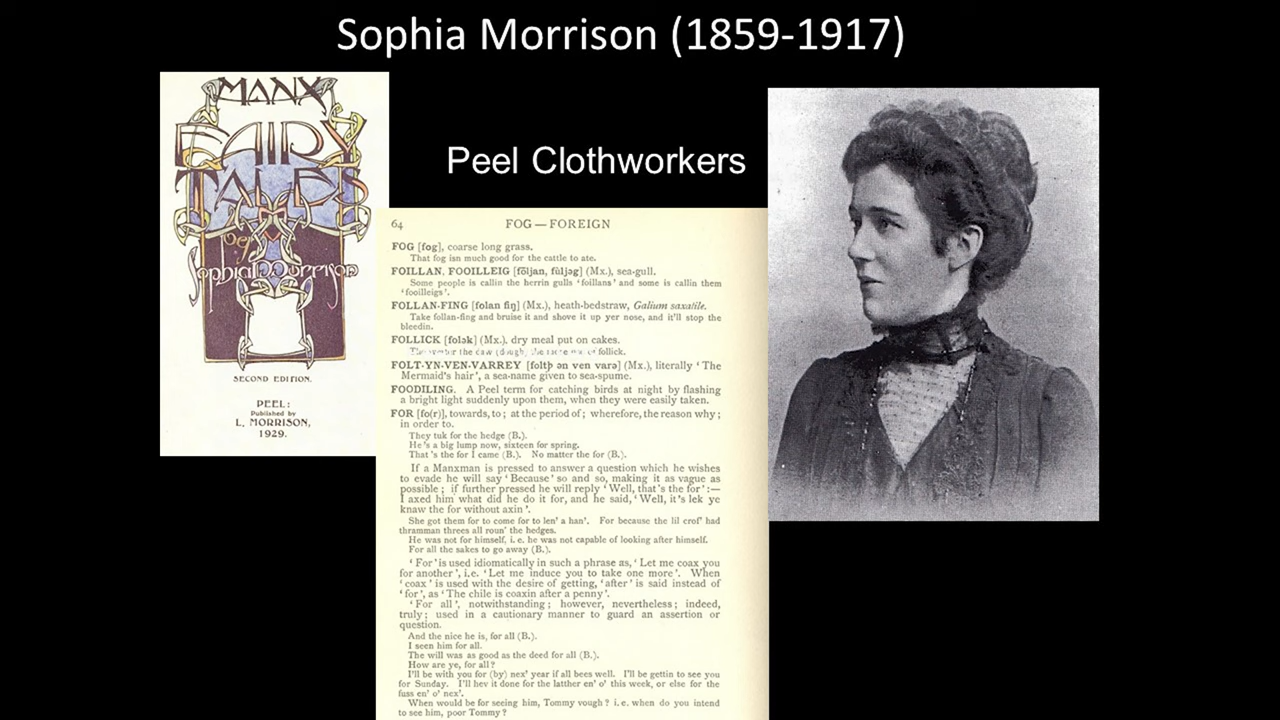 Sophia Morrison (1859-1917)
MANX
FAIRY
TALES
by
Sophia Morrison
SECOND EDITION.
PEEL:
Published by
L. MORRISON,
1929.
Peel Clothworkers
64 FOG — FOREIGN
FOG [fog], coarse long grass.
That fog isn much good for the cattle to ate.
FOILLAN, FOOILLEIG [följan, fùljəg] (Mx.), sea-gull.
Some people is callin the herrin gulls 'foillans' and some is callin them
'fooilleigs'.
FOLLAN-FING [folan fiŋ] (Mx.), heath-bedstraw, Galium saxatile.
Take follan-fing and bruise it and shove it up yer nose, and it'll stop the
bleedin.
FOLLICK [folək] (Mx.), dry meal put on cakes.
the daw (dough) the more follick.
FOLT-YN-VEN-VARREY [foltþ ən ven varə] (Mx.), literally 'The
Mermaid's hair', a sea-name given to sea-spume.
FOODILING. A Peel term for catching birds at night by flashing
a bright light suddenly upon them, when they were easily taken.
FOR [fo(r)], towards, to; at the period of; wherefore, the reason why;
in order to.
They tuk for the hedge (B.).
He's a big lump now, sixteen for spring.
That's the for I came (B.). No matter the for (B.).
If a Manxman is pressed to answer a question which he wishes
to evade he will say 'Because' so and so, making it as vague as
possible; if further pressed he will reply 'Well, that's the for':—
I axed him what did he do it for, and he said, 'Well, it's lek ye
knaw the for without axin'.
She got them for to come for to len' a han'. For because the lil crof' had
thramman threes all roun' the hedges.
He was not for himself, i. e. he was not capable of looking after himself.
For all the sakes to go away (B.).
'For' is used idiomatically in such a phrase as, 'Let me coax you
for another', i.e. 'Let me induce you to take one more'. When
'coax' is used with the desire of getting, 'after' is said instead of
'for', as 'The chile is coaxin after a penny'.
'For all', notwithstanding; however, nevertheless; indeed,
truly; used in a cautionary manner to guard an assertion or
question.
And the nice he is, for all (B.).
I seen him for all.
The will was as good as the deed for all (B.).
How are ye, for all?
I'll be with you for (by) nex' year if all bees well. I'll be gettin to see you
for Sunday. I'll hev it done for the latther en' o' this week, or else for the
fuss en' o' nex'.
When would be for seeing him, Tommy vough? i. e. when do you intend
to see him, poor Tommy?